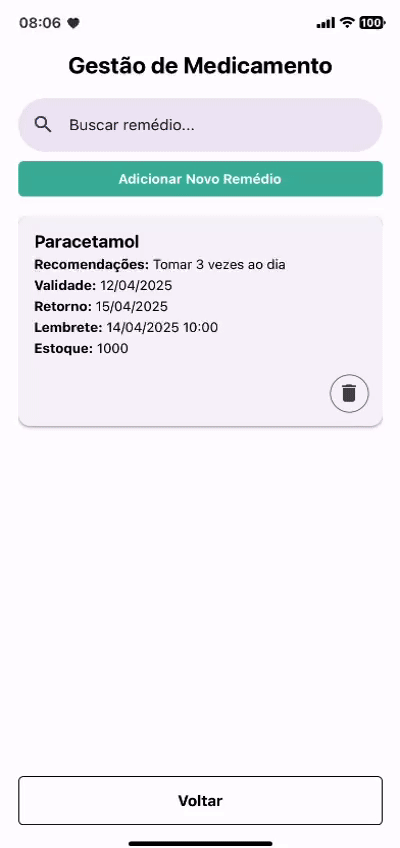 08:06
100
Gestão de Medicamento
Buscar remédio...
Adicionar Novo Remédio
Paracetamol
Recomendações: Tomar 3 vezes ao dia
Validade: 12/04/2025
Retorno: 15/04/2025
Lembrete: 14/04/2025 10:00
Estoque: 1000
Voltar